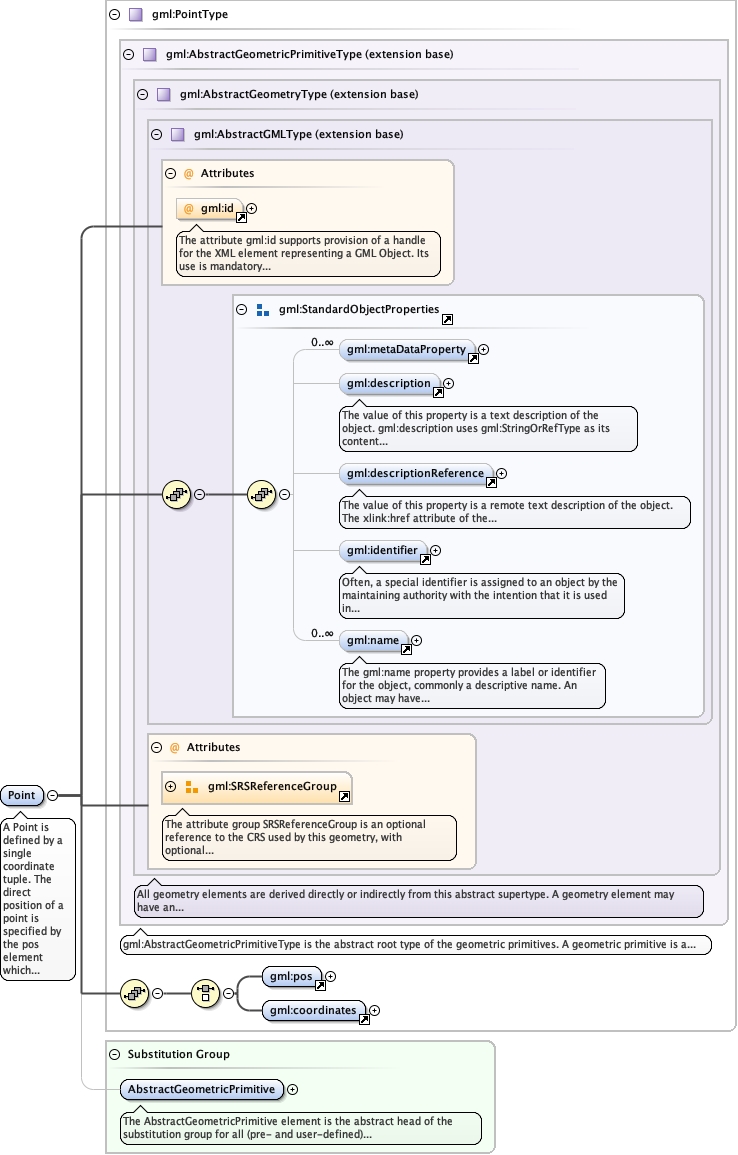 gml:PointType
gml:AbstractGeometricPrimitiveType (extension base)
gml:AbstractGeometryType (extension base)
gml:AbstractGMLType (extension base)
@ Attributes
@ gml:id
The attribute gml:id supports provision of a handle
for the XML element representing a GML Object. Its
use is mandatory...
gml:StandardObjectProperties
0..∞
gml:metaDataProperty
gml:description
The value of this property is a text description of the
object. gml:description uses gml:StringOrRefType as its
content...
gml:descriptionReference
The value of this property is a remote text description of the object.
The xlink:href attribute of the...
gml:identifier
Often, a special identifier is assigned to an object by the
maintaining authority with the intention that it is used
in...
0..∞
gml:name
The gml:name property provides a label or identifier
for the object, commonly a descriptive name. An
object may have...
@ Attributes
gml:SRSReferenceGroup
The attribute group SRSReferenceGroup is an optional
reference to the CRS used by this geometry, with
optional...
Point
A Point is
defined by a
single
coordinate
tuple. The
direct
position of a
point is
specified by
the pos
element
which...
All geometry elements are derived directly or indirectly from this abstract supertype. A geometry element may
have an...
gml:AbstractGeometricPrimitiveType is the abstract root type of the geometric primitives. A geometric primitive is a...
gml:pos
gml:coordinates
Substitution Group
AbstractGeometricPrimitive
The AbstractGeometricPrimitive element is the abstract head of the
substitution group for all (pre- and user-defined)...